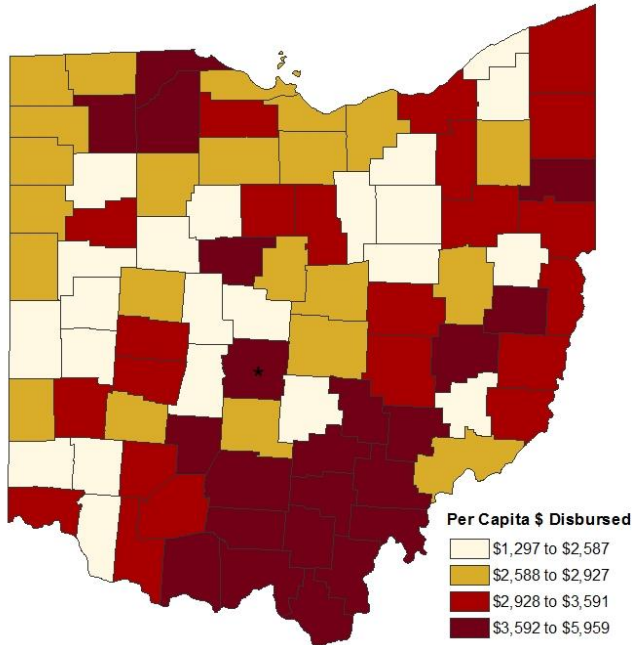 Per Capita $ Disbursed
$1,297 to $2,587
$2,588 to $2,927
$2,928 to $3,591
$3,592 to $5,959